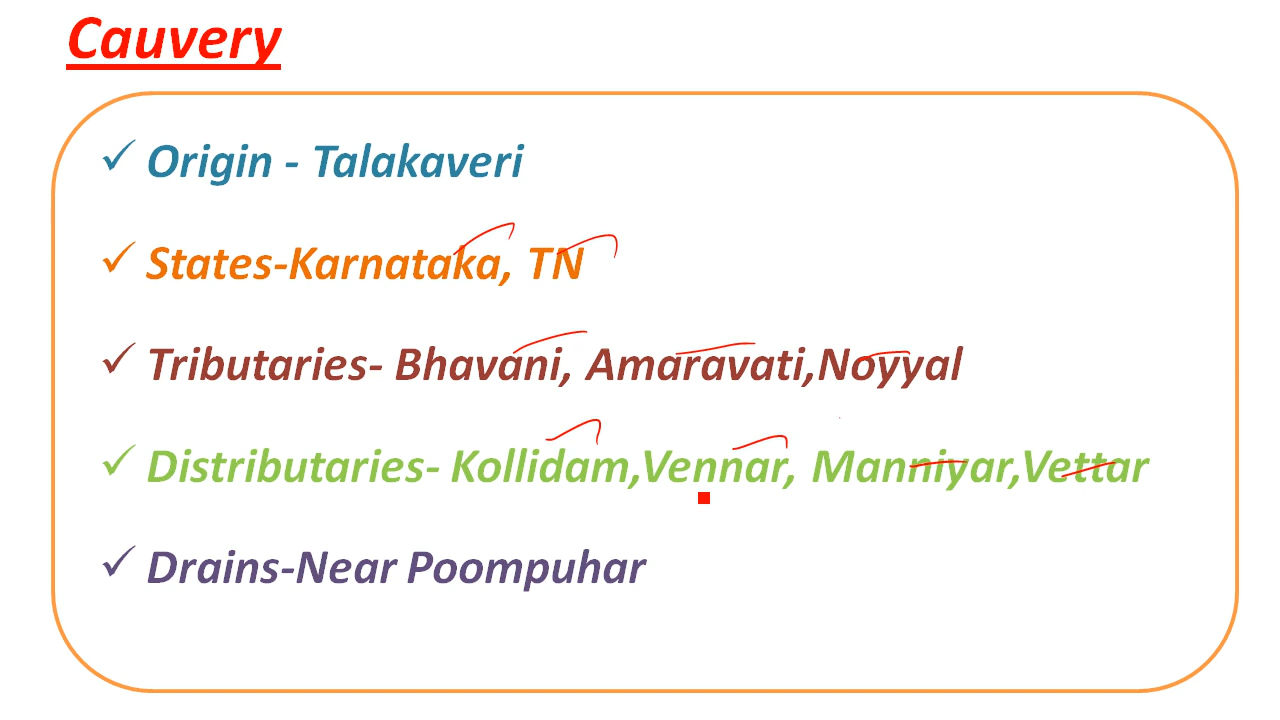 Cauvery
✓ Origin - Talakaveri
✓ States-Karnataka, TN
✓ Tributaries- Bhavani, Amaravati,Noyyal
✓ Distributaries- Kollidam,Vennar, Manniyar,Vettar
✓ Drains-Near Poompuhar